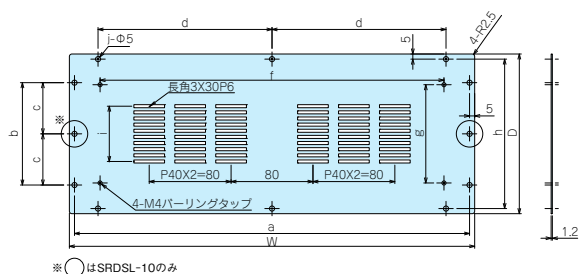 d
d
j-Φ5
5
4-R2.5
f
長角3X30P6
c
b
※
i
g
5
h
D
c
P40X2=80
80
P40X2=80
4-M4バーリングタップ
a
1.2
W
※◯はSRDSL-10のみ